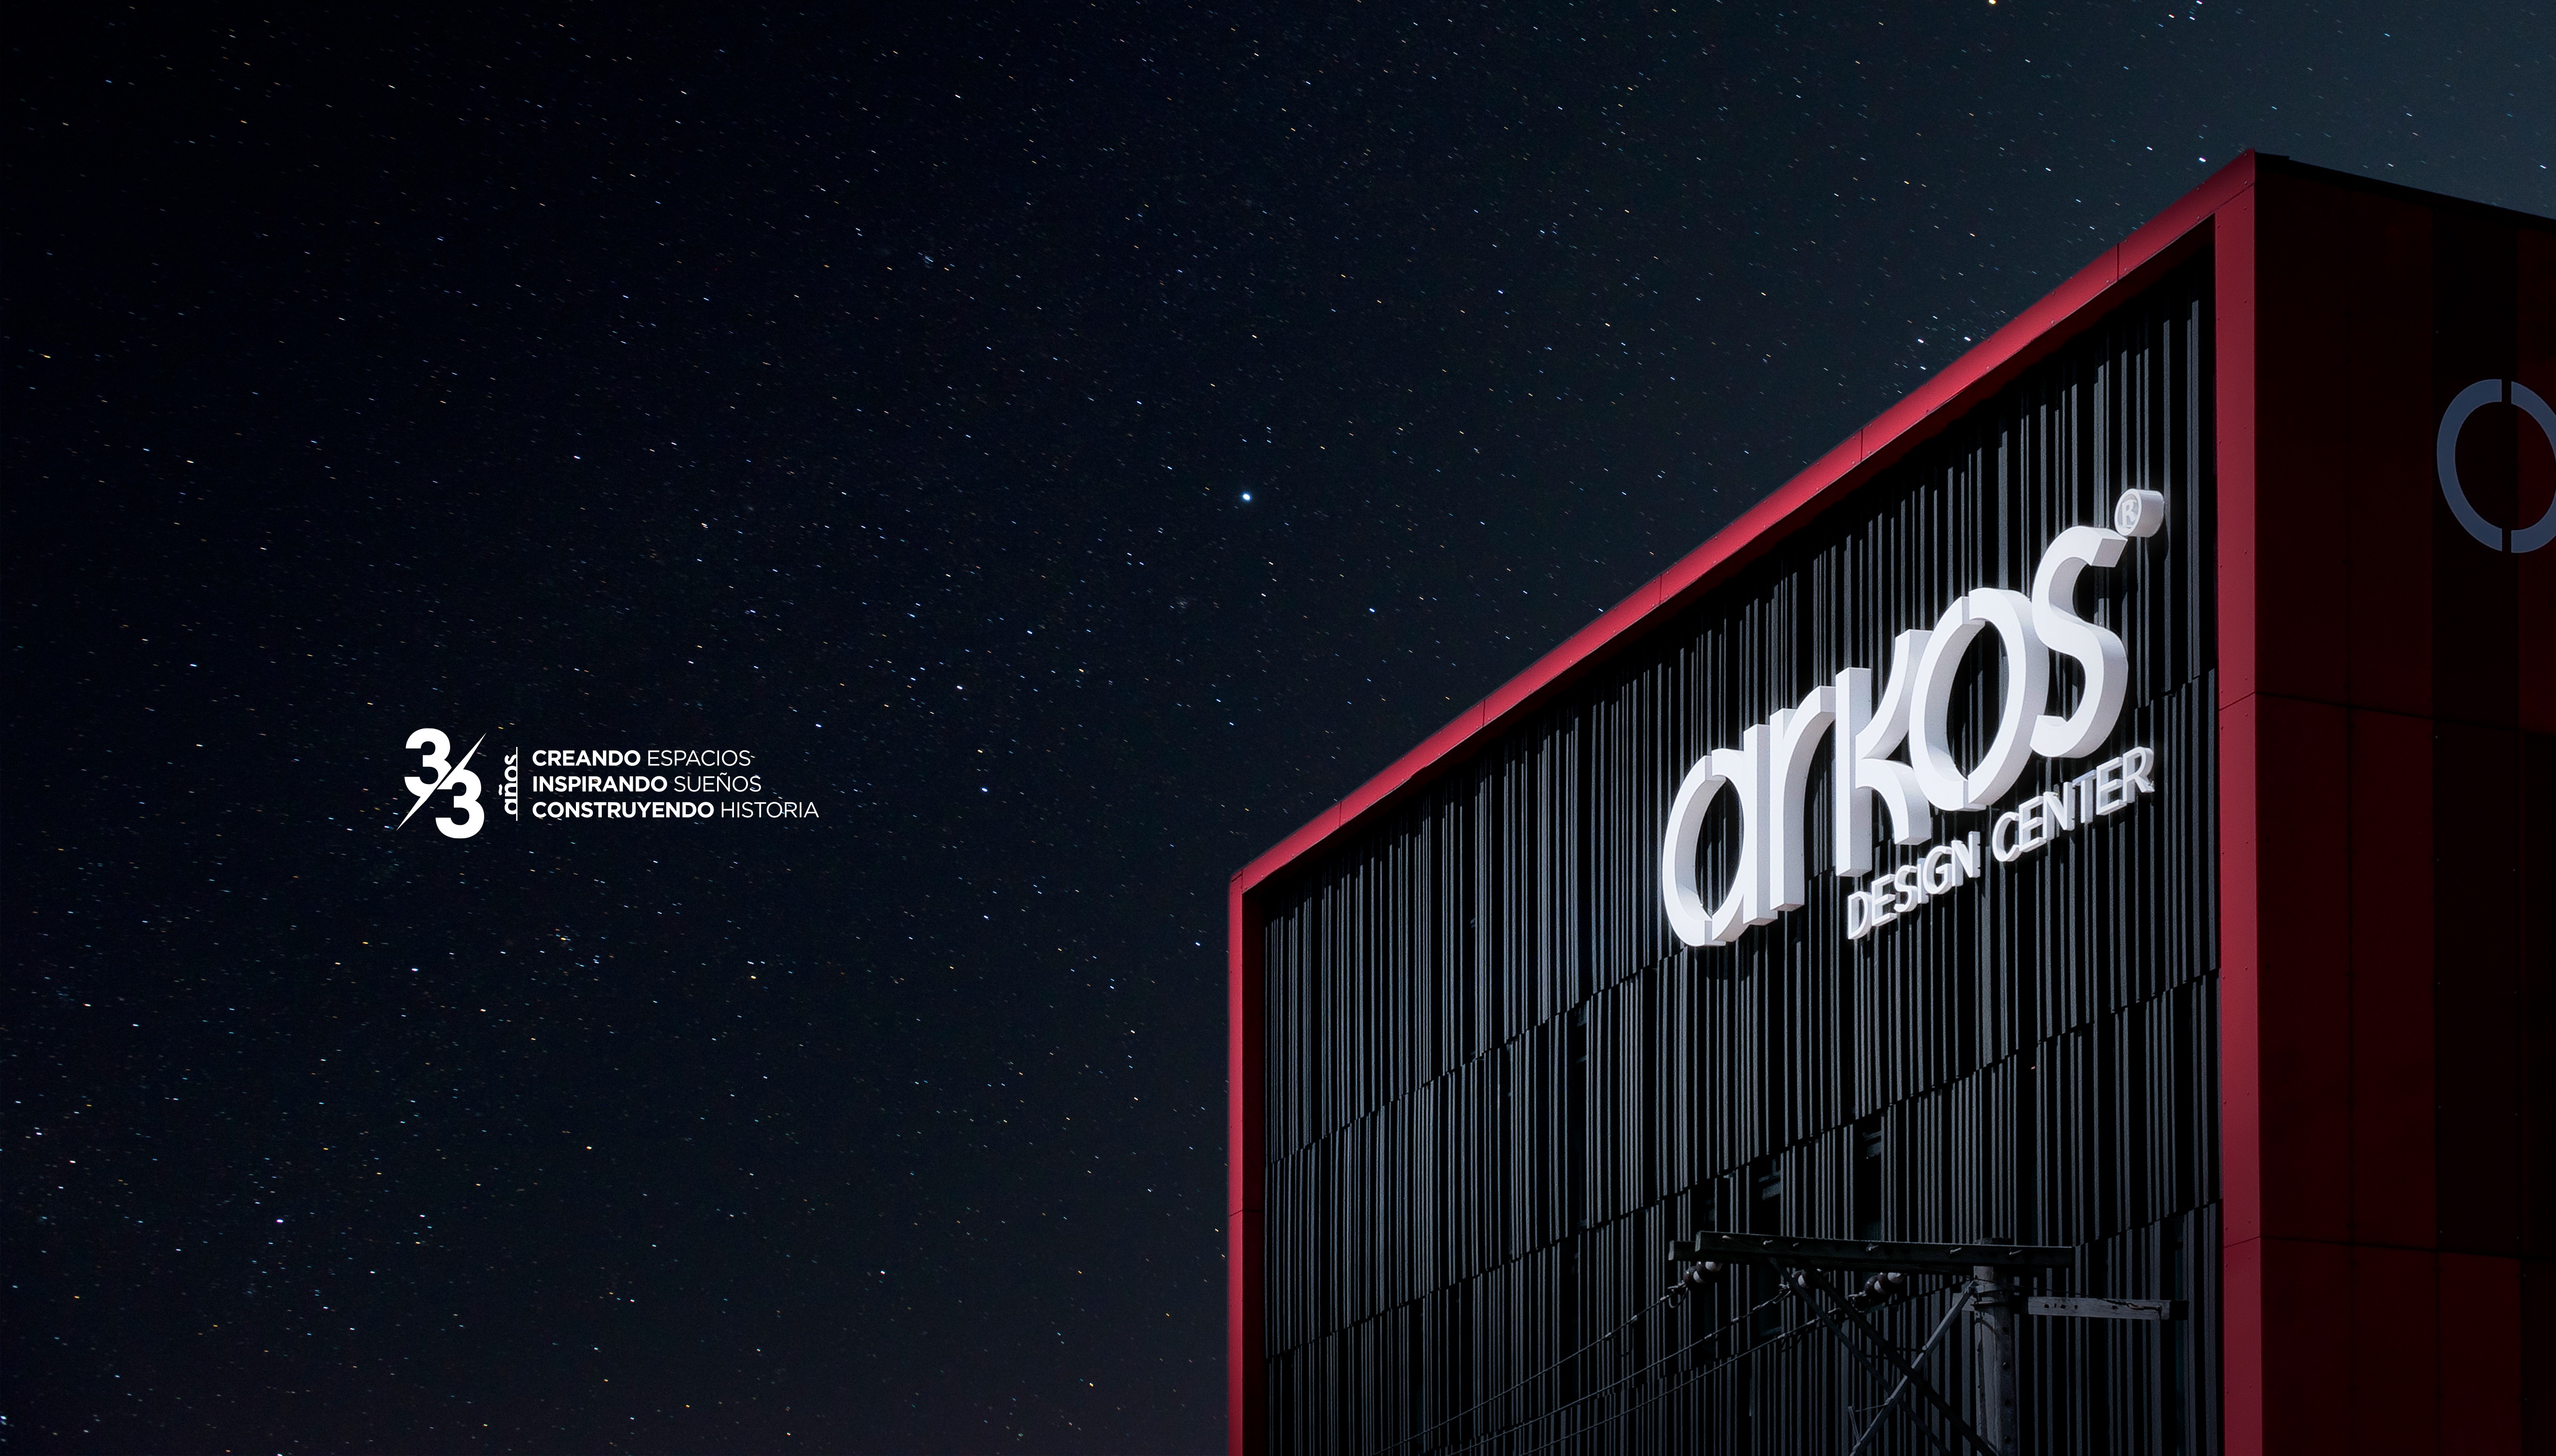 33 años
CREANDO ESPACIOS
INSPIRANDO SUEÑOS
CONSTRUYENDO HISTORIA
arkos®
DESIGN CENTER